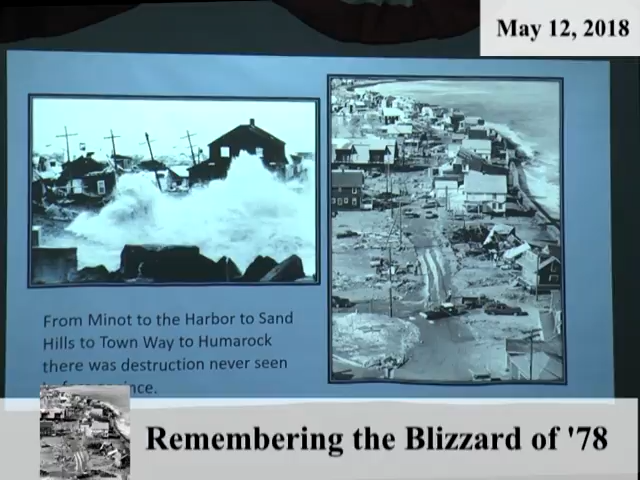 May 12, 2018
From Minot to the Harbor to Sand
Hills to Town Way to Humarock
there was destruction never seen
Remembering the Blizzard of '78